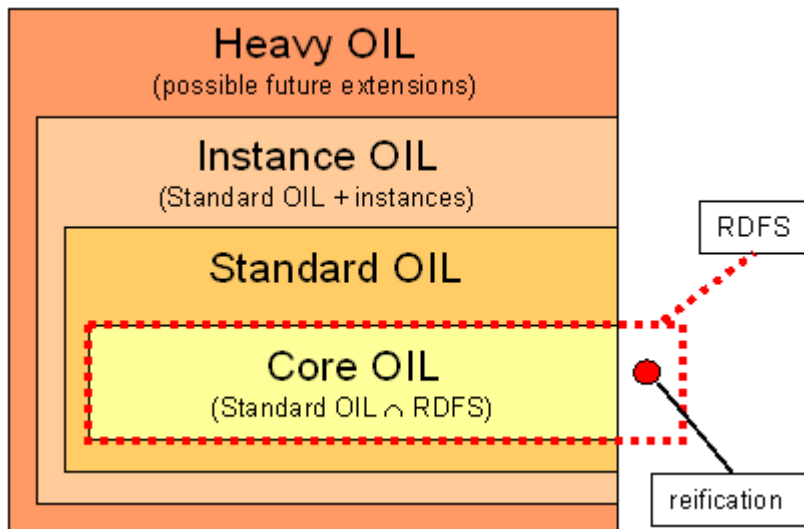 Heavy OIL
(possible future extensions)
Instance OIL
(Standard OIL + instances)
Standard OIL
RDFS
Core OIL
(Standard OIL ∩ RDFS)
reification